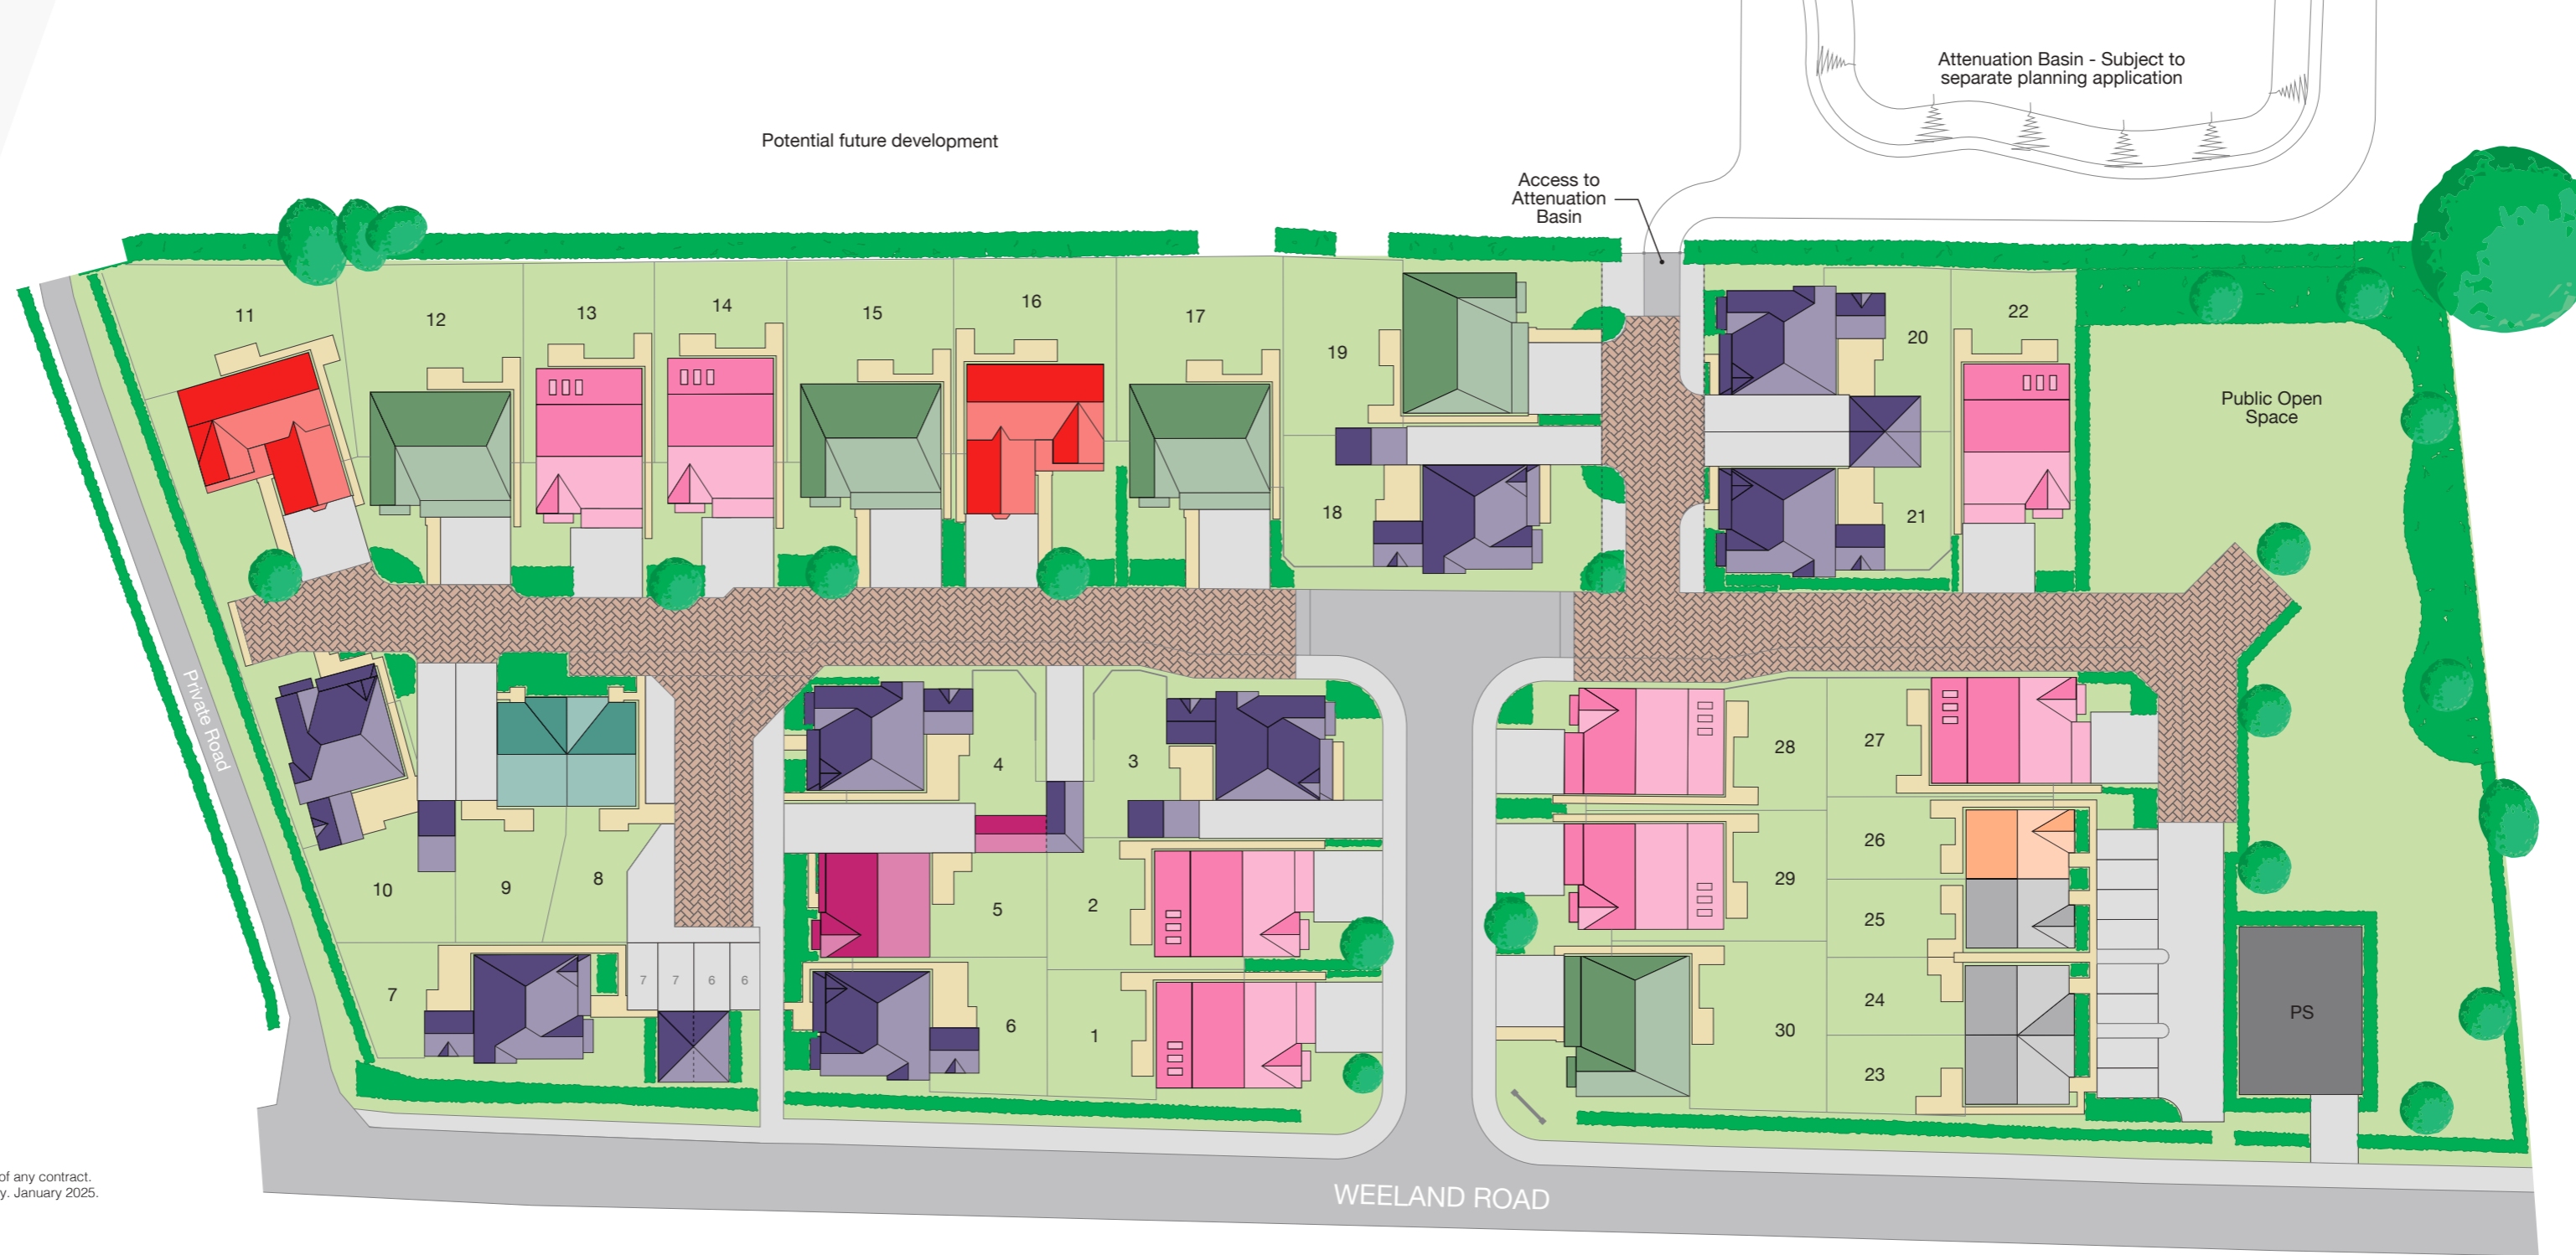 Attenuation Basin - Subject to
separate planning application
Potential future development
Access to
Attenuation
Basin
11
12
13
14
15
16
17
19
20
22
Public Open
Space
18
21
Private Road
4
3
28
27
10
9
8
5
2
29
26
25
7
7
7
6
6
6
1
30
24
23
PS
of any contract.
y. January 2025.
WEELAND ROAD